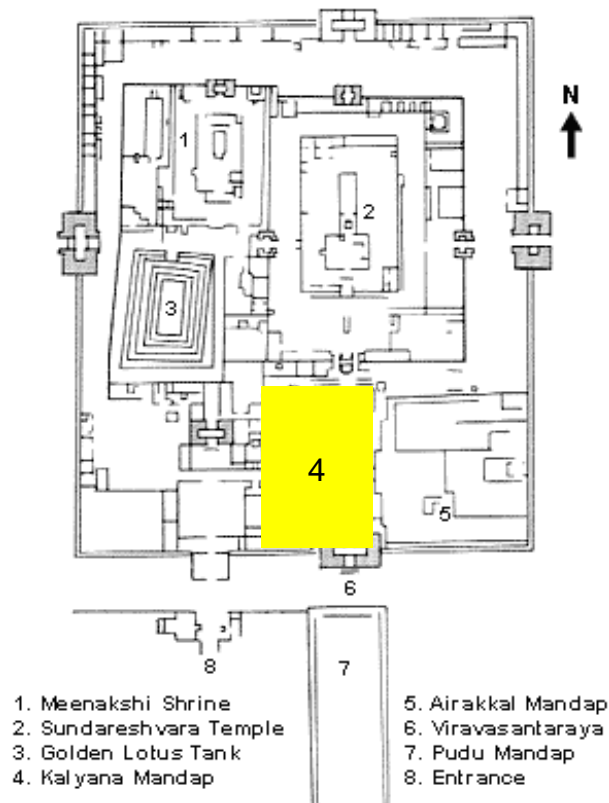 N
1
2
3
4
5
6
7
8
1. Meenakshi Shrine
2. Sundareshvara Temple
3. Golden Lotus Tank
4. Kalyana Mandap
5. Airakkal Mandap
6. Viravasantaraya
7. Pudu Mandap
8. Entrance